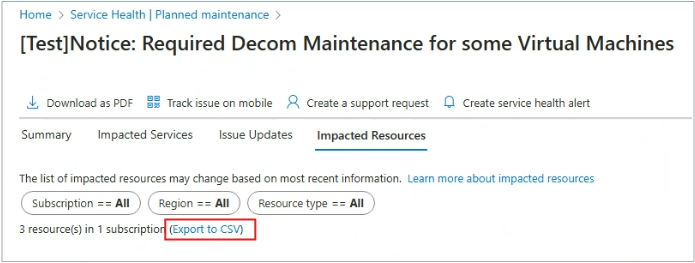 Home > Service Health | Planned maintenance >
[Test]Notice: Required Decom Maintenance for some Virtual Machines
Download as PDF Track issue on mobile Create a support request Create service health alert
Summary Impacted Services Issue Updates Impacted Resources
The list of impacted resources may change based on most recent information. Learn more about impacted resources
Subscription == All Region == All Resource type == All
3 resource(s) in 1 subscription (Export to CSV)